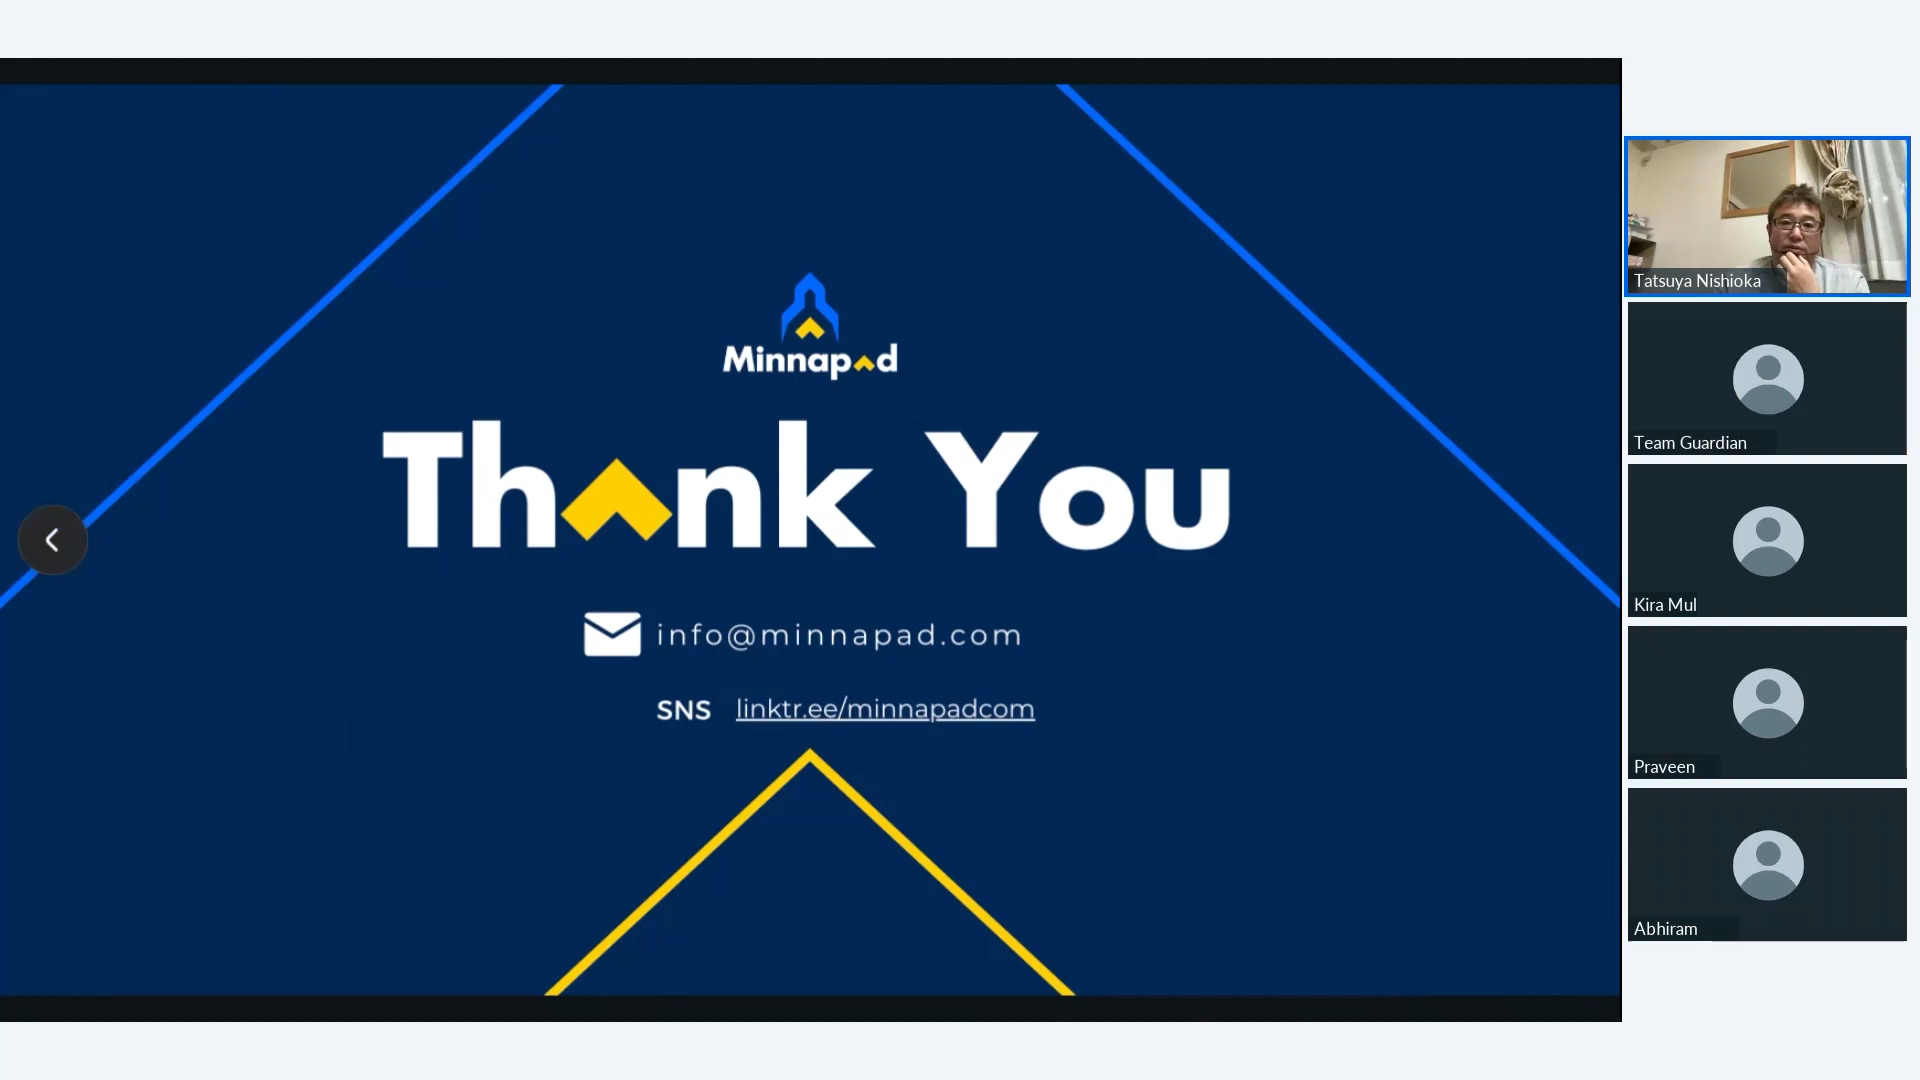 Minnapad
Thank You
info@minnapad.com
SNS linktr.ee/minnapadcom
Tatsuya Nishioka
Team Guardian
Kira Mul
Praveen
Abhiram